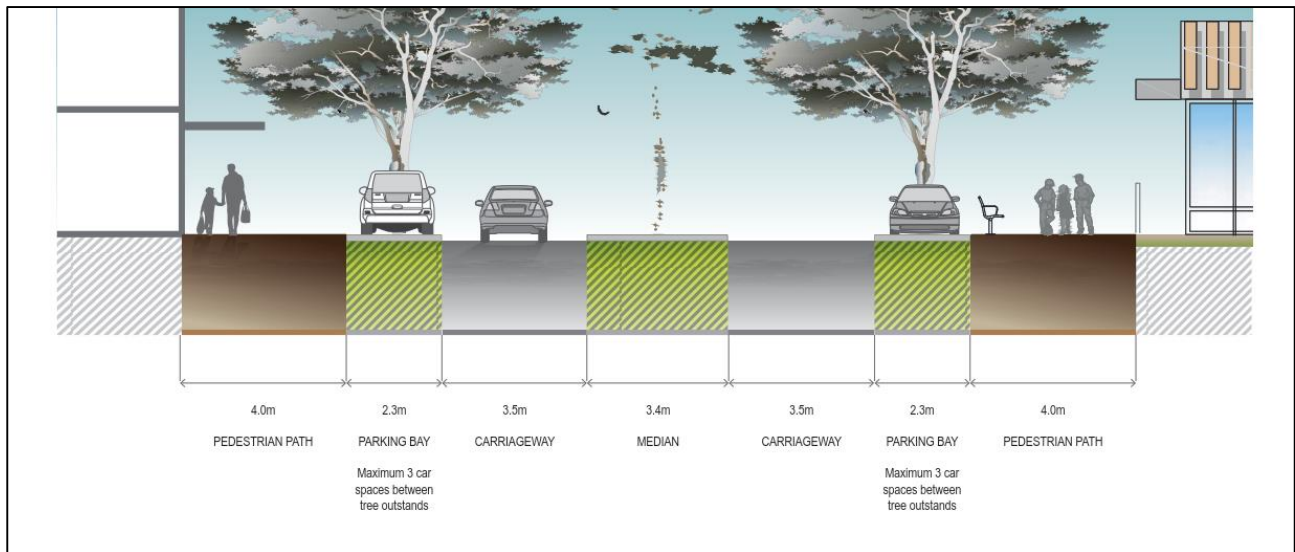 4.0m
PEDESTRIAN PATH
2.3m
PARKING BAY
Maximum 3 car
spaces between
tree outstands
3.5m
CARRIAGEWAY
3.4m
MEDIAN
3.5m
CARRIAGEWAY
2.3m
PARKING BAY
Maximum 3 car
spaces between
tree outstands
4.0m
PEDESTRIAN PATH